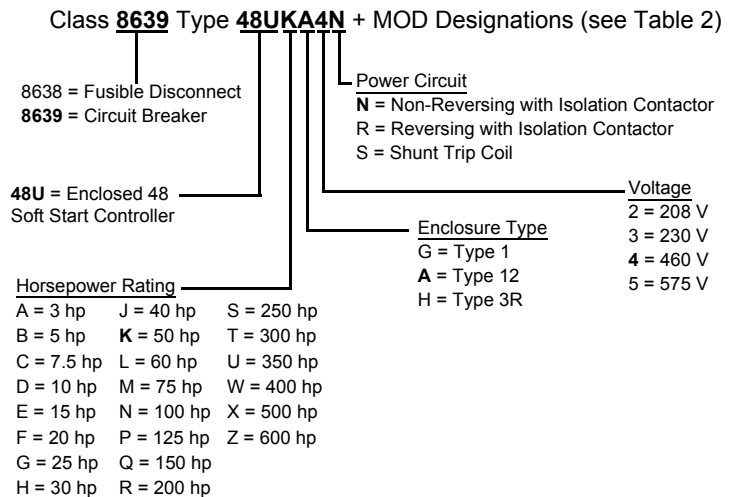 Class 8639 Type 48UKA4N + MOD Designations (see Table 2)
8638 = Fusible Disconnect
8639 = Circuit Breaker
Power Circuit
N = Non-Reversing with Isolation Contactor
R = Reversing with Isolation Contactor
S = Shunt Trip Coil
48U = Enclosed 48
Soft Start Controller
Voltage
2 = 208 V
3 = 230 V
4 = 460 V
5 = 575 V
Enclosure Type
G = Type 1
A = Type 12
H = Type 3R
Horsepower Rating
A = 3 hp J = 40 hp S = 250 hp
B = 5 hp K = 50 hp T = 300 hp
C = 7.5 hp L = 60 hp U = 350 hp
D = 10 hp M = 75 hp W = 400 hp
E = 15 hp N = 100 hp X = 500 hp
F = 20 hp P = 125 hp Z = 600 hp
G = 25 hp Q = 150 hp
H = 30 hp R = 200 hp